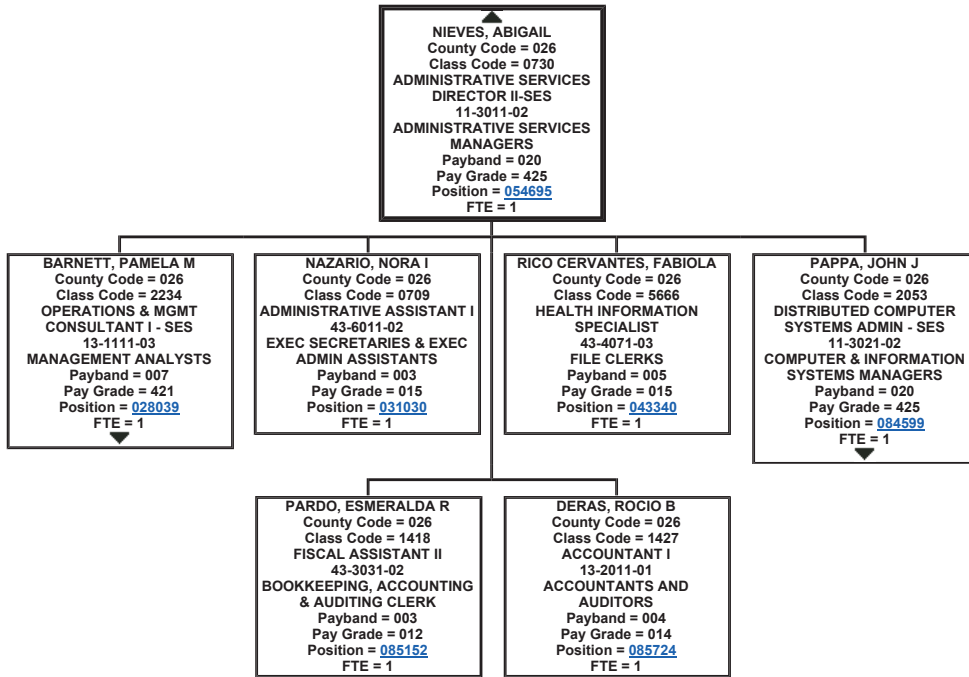 NIEVES, ABIGAIL
County Code = 026
Class Code = 0730
ADMINISTRATIVE SERVICES
DIRECTOR II-SES
11-3011-02
ADMINISTRATIVE SERVICES
MANAGERS
Payband = 020
Pay Grade = 425
Position = 054695
FTE = 1
BARNETT, PAMELA M
County Code = 026
Class Code = 2234
OPERATIONS & MGMT
CONSULTANT I - SES
13-1111-03
MANAGEMENT ANALYSTS
Payband = 007
Pay Grade = 421
Position = 028039
FTE = 1
NAZARIO, NORA I
County Code = 026
Class Code = 0709
ADMINISTRATIVE ASSISTANT I
43-6011-02
EXEC SECRETARIES & EXEC
ADMIN ASSISTANTS
Payband = 003
Pay Grade = 015
Position = 031030
FTE = 1
RICO CERVANTES, FABIOLA
County Code = 026
Class Code = 5666
HEALTH INFORMATION
SPECIALIST
43-4071-03
FILE CLERKS
Payband = 005
Pay Grade = 015
Position = 043340
FTE = 1
PAPPA, JOHN J
County Code = 026
Class Code = 2053
DISTRIBUTED COMPUTER
SYSTEMS ADMIN - SES
11-3021-02
COMPUTER & INFORMATION
SYSTEMS MANAGERS
Payband = 020
Pay Grade = 425
Position = 084599
FTE = 1
PARDO, ESMERALDA R
County Code = 026
Class Code = 1418
FISCAL ASSISTANT II
43-3031-02
BOOKKEEPING, ACCOUNTING
& AUDITING CLERK
Payband = 003
Pay Grade = 012
Position = 085152
FTE = 1
DERAS, ROCIO B
County Code = 026
Class Code = 1427
ACCOUNTANT I
13-2011-01
ACCOUNTANTS AND
AUDITORS
Payband = 004
Pay Grade = 014
Position = 085724
FTE = 1